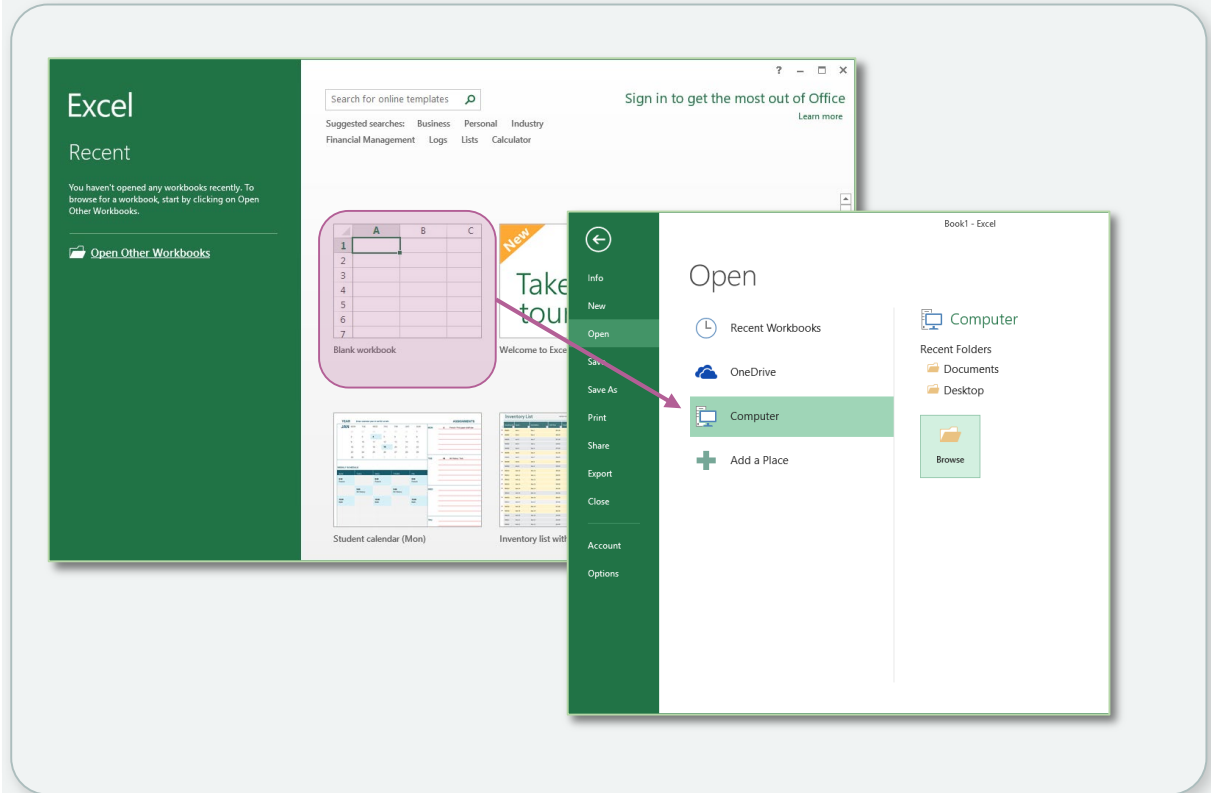 ? – □ ×
Excel
Search for online templates
Sign in to get the most out of Office
Learn more
Suggested searches: Business Personal Industry
Financial Management Logs Lists Calculator
Recent
You haven't opened any workbooks recently. To
browse for a workbook, start by clicking on Open
Other Workbooks.
Open Other Workbooks
A B C
1
2
3
4
5
6
7
Blank workbook
New
Take
tour
Welcome to Exce
Student calendar (Mon)
Inventory List
Inventory list with
Book1 - Excel
Info
New
Open
Save
Save As
Print
Share
Export
Close
Account
Options
Open
Recent Workbooks
OneDrive
Computer
Add a Place
Computer
Recent Folders
Documents
Desktop
Browse